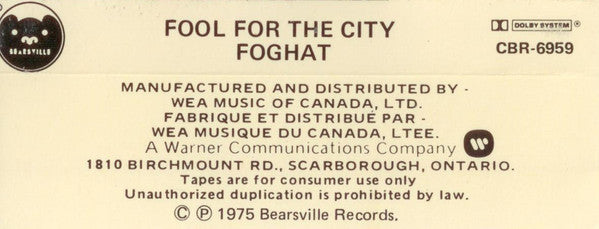 BEARSVILLE
FOOL FOR THE CITY
FOGHAT
DOLBY SYSTEM ®
CBR-6959
MANUFACTURED AND DISTRIBUTED BY -
WEA MUSIC OF CANADA, LTD.
FABRIQUE ET DISTRIBUÉ PAR -
WEA MUSIQUE DU CANADA, LTEE.
A Warner Communications Company
1810 BIRCHMOUNT RD., SCARBOROUGH, ONTARIO.
Tapes are for consumer use only
Unauthorized duplication is prohibited by law.
© ℗ 1975 Bearsville Records.